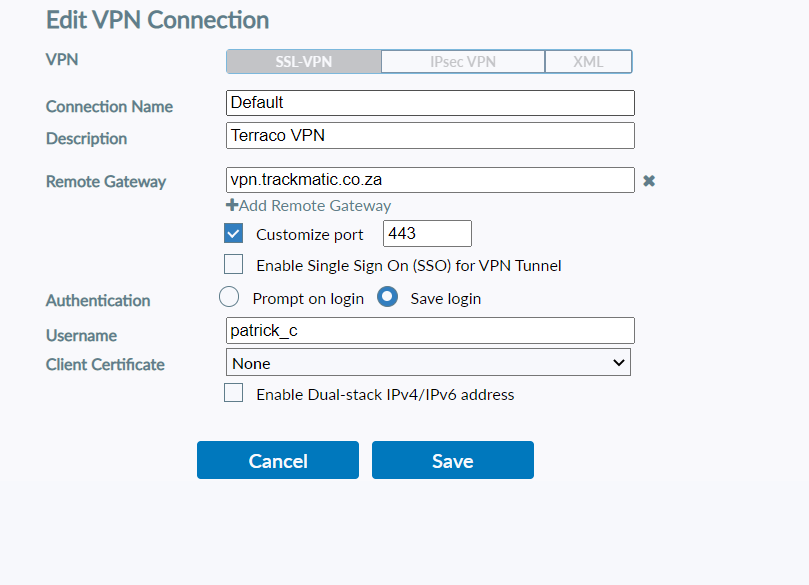 Edit VPN Connection
VPN SSL-VPN IPsec VPN XML
Connection Name Default
Description Terraco VPN
Remote Gateway vpn.trackmatic.co.za
Add Remote Gateway
Customize port 443
Enable Single Sign On (SSO) for VPN Tunnel
Authentication Prompt on login Save login
Username patrick_c
Client Certificate None
Enable Dual-stack IPv4/IPv6 address
Cancel Save